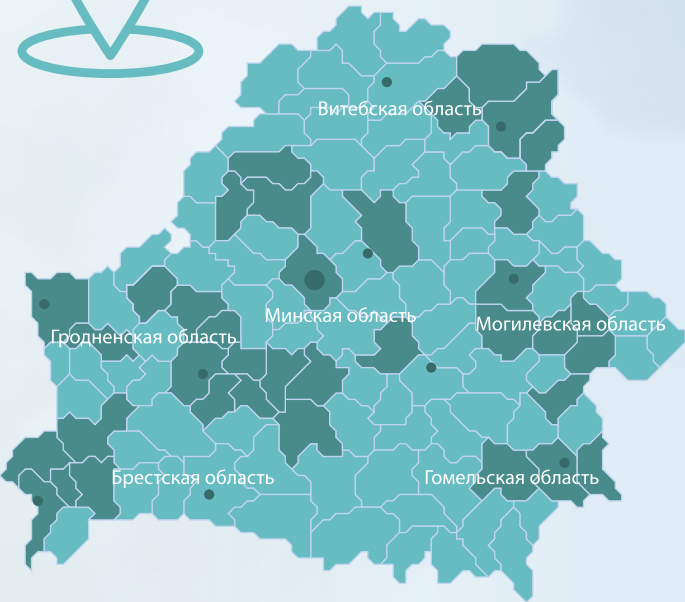 Витебская область
Минская область
Могилевская область
Гродненская область
Брестская область
Гомельская область